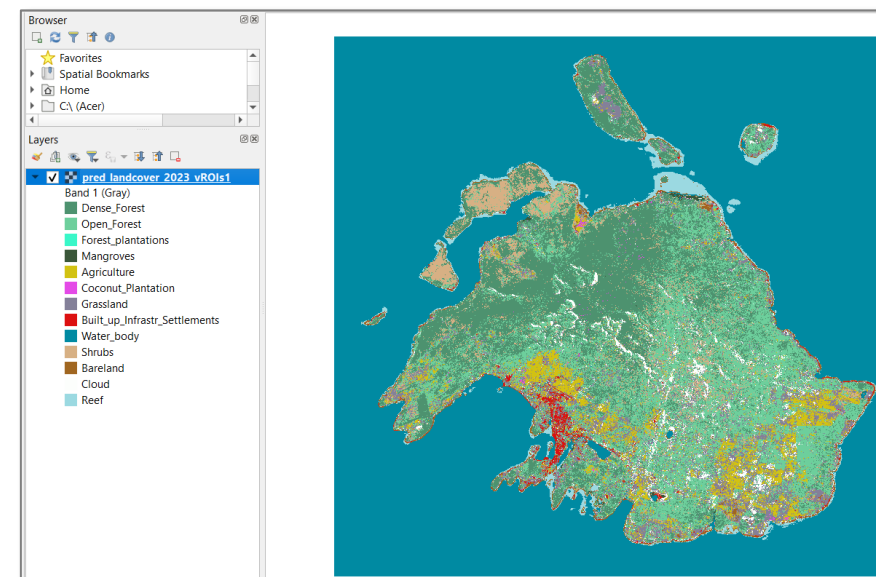 Browser
Favorites
Spatial Bookmarks
Home
C:\ (Acer)
Layers
pred_landcover_2023_vROIs1
Band 1 (Gray)
Dense_Forest
Open_Forest
Forest_plantations
Mangroves
Agriculture
Coconut_Plantation
Grassland
Built_up_Infrastr_Settlements
Water_body
Shrubs
Bareland
Cloud
Reef